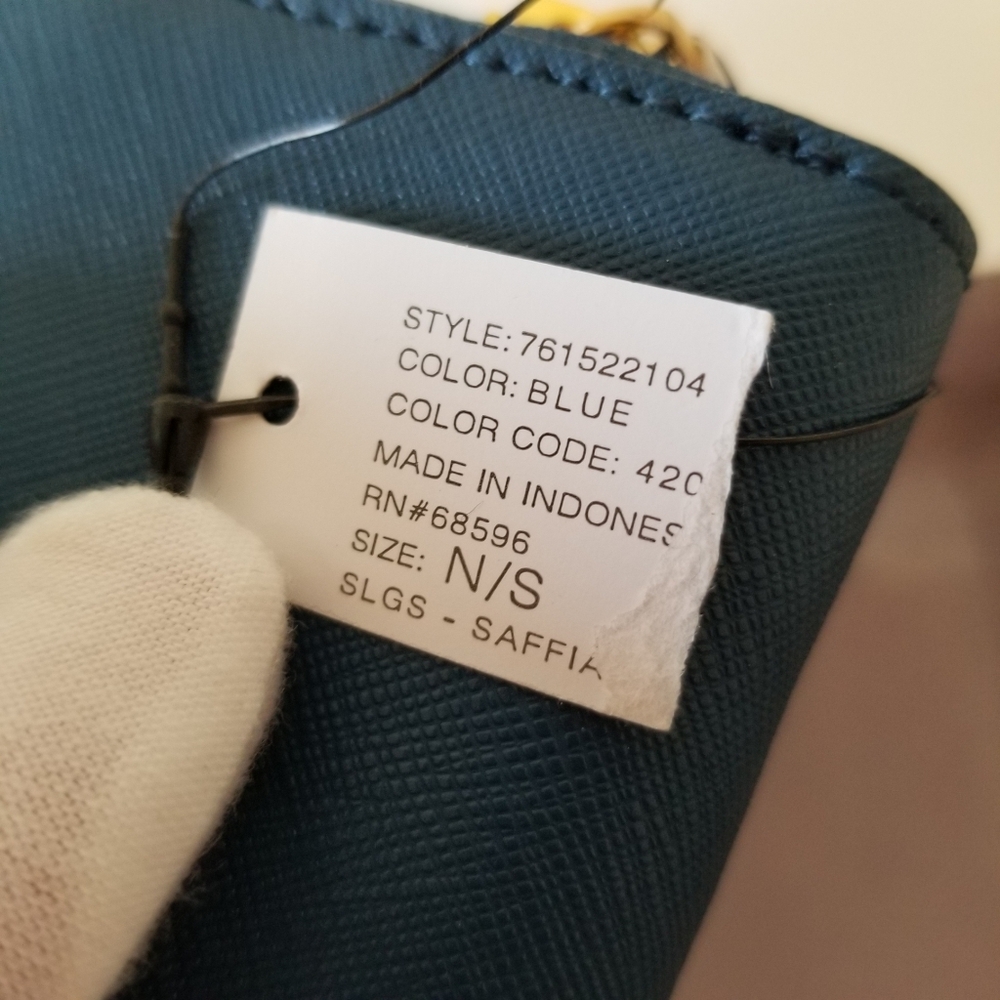 STYLE: 761522104
COLOR: BLUE
COLOR CODE: 420
MADE IN INDONES
RN#68596
SIZE: N/S
SLGS - SAFFIA